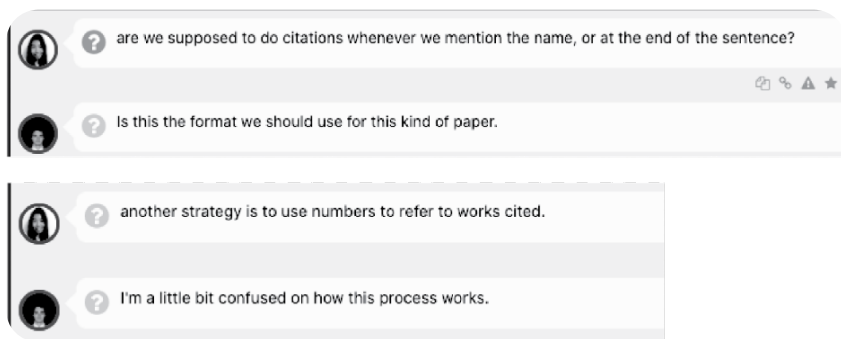 are we supposed to do citations whenever we mention the name, or at the end of the sentence?
Is this the format we should use for this kind of paper.
another strategy is to use numbers to refer to works cited.
I'm a little bit confused on how this process works.